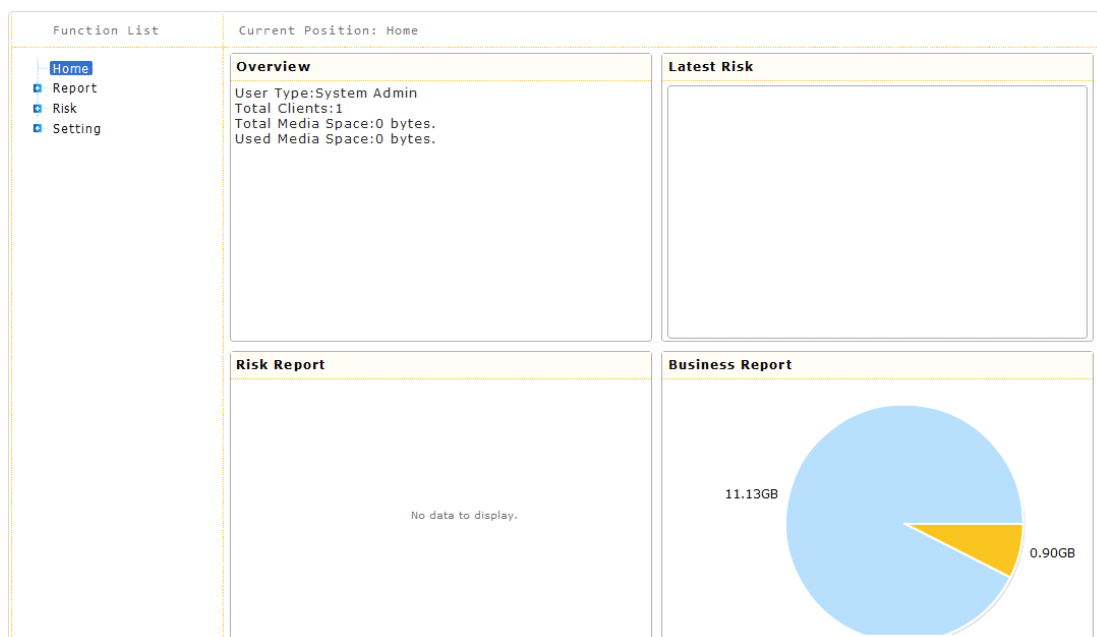 Function List
Current Position: Home
Home
Report
Risk
Setting
Overview
User Type:System Admin
Total Clients:1
Total Media Space:0 bytes.
Used Media Space:0 bytes.
Latest Risk
Risk Report
No data to display.
Business Report
11.13GB
0.90GB